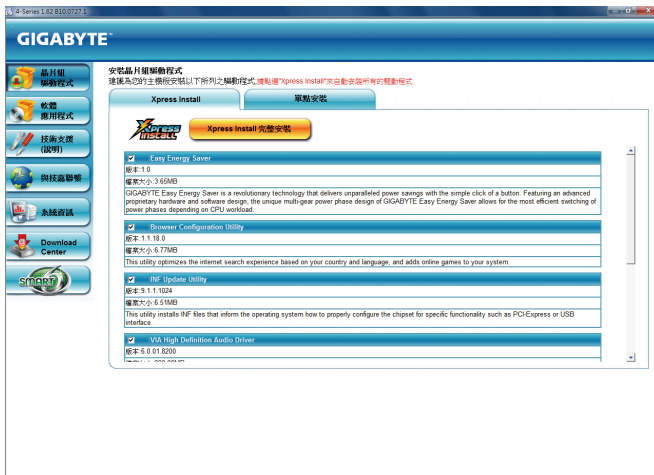 4-Series 1.62 B10.0727.1
GIGABYTE™
晶片組
驅動程式
軟體
應用程式
技術支援
(說明)
與技嘉聯繫
系統資訊
Download
Center
SMART
安裝晶片組驅動程式
建議為您的主機板安裝以下所列之驅動程式,請點選"Xpress Install"來自動安裝所有的驅動程式
Xpress Install
單點安裝
Xpress
INSTALL
Xpress Install 完整安裝
Easy Energy Saver
版本:1.0
檔案大小:3.65MB
GIGABYTE Easy Energy Saver is a revolutionary technology that delivers unparalleled power savings with the simple click of a button. Featuring an advanced
proprietary hardware and software design, the unique multi-gear power phase design of GIGABYTE Easy Energy Saver allows for the most efficient switching of
power phases depending on CPU workload.
Browser Configuration Utility
版本:1.1.18.0
檔案大小:6.77MB
This utility optimizes the internet search experience based on your country and language, and adds online games to your system.
INF Update Utility
版本:9.1.1.1024
檔案大小:6.51MB
This utility installs INF files that inform the operating system how to properly configure the chipset for specific functionality such as PCI-Express or USB
interface.
VIA High Definition Audio Driver
版本:6.0.01.8200